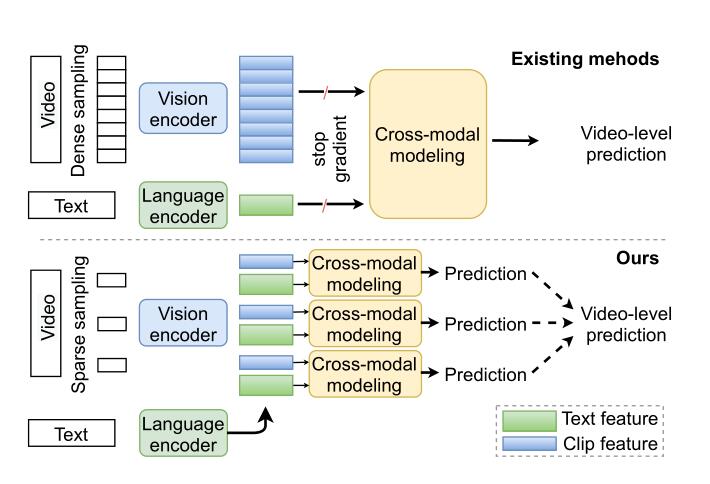 Existing mehods
Video
Dense sampling
Vision
encoder
stop
gradient
Cross-modal
modeling
Video-level
prediction
Text
Language
encoder
Ours
Video
Sparse sampling
Vision
encoder
Cross-modal
modeling
Prediction
Cross-modal
modeling
Prediction
Cross-modal
modeling
Prediction
Video-level
prediction
Text
Language
encoder
Text feature
Clip feature